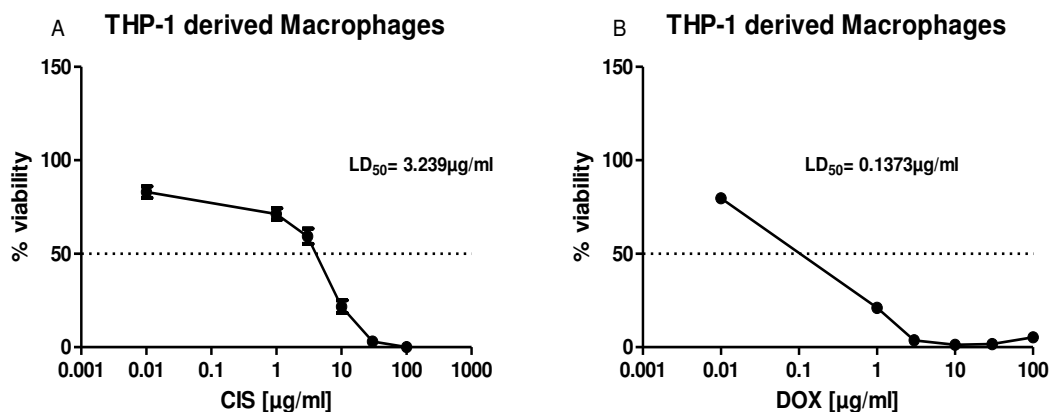 A THP-1 derived Macrophages
150
100
50
0
% viability
LD50= 3.239µg/ml
0.001 0.01 0.1 1 10 100 1000
CIS [µg/ml]
B THP-1 derived Macrophages
150
100
50
0
% viability
LD50= 0.1373µg/ml
0.001 0.01 0.1 1 10 100
DOX [µg/ml]